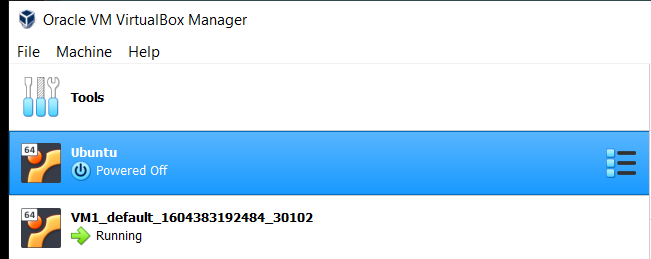 Oracle VM VirtualBox Manager
File Machine Help
Tools
64
Ubuntu
Powered Off
64
VM1_default_1604383192484_30102
Running